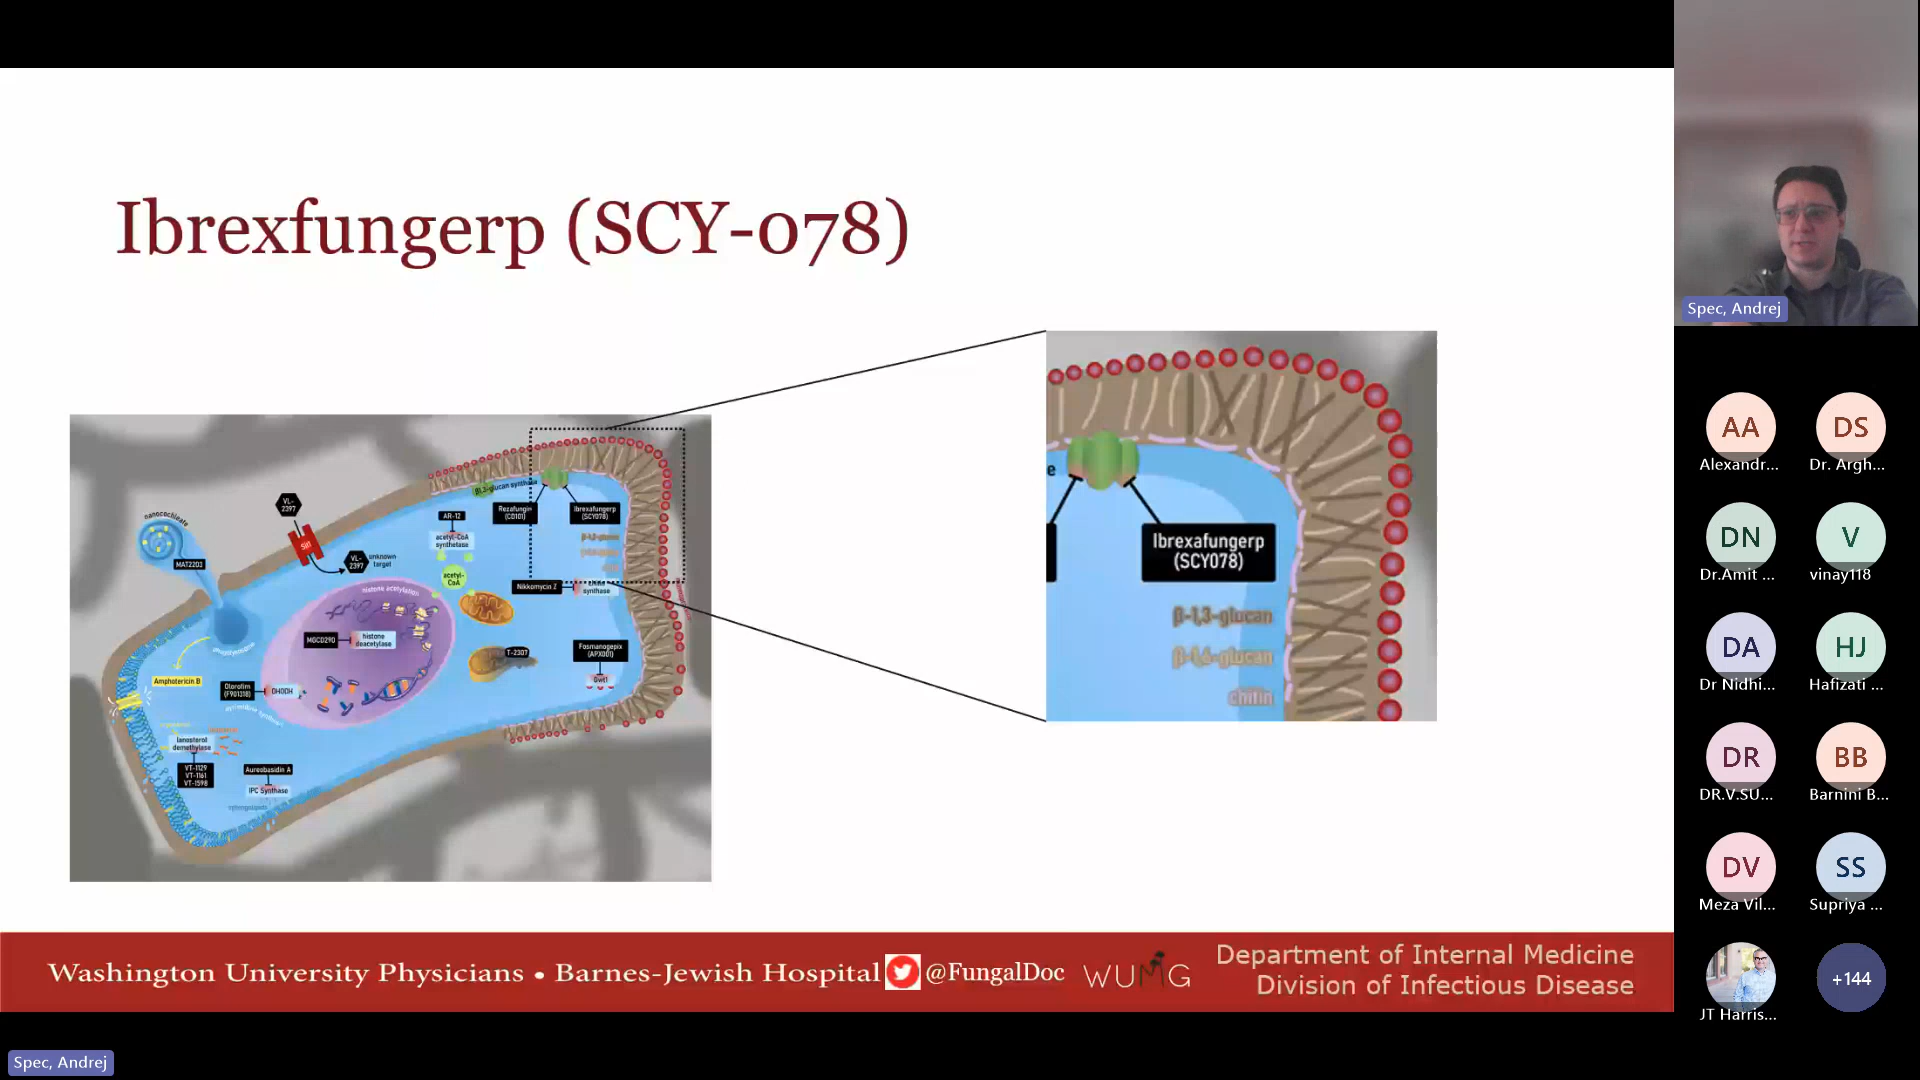 Ibrexfungerp (SCY-078)
nanocochleate
MAT2203
VL-
2397
Sit1
VL-
2397
unknown
target
β1,3-glucan synthase
Rezafungin
(CD101)
Ibrexafungerp
(SCY078)
AR-12
acetyl-CoA
synthetase
acetyl-
CoA
β-1,3-glucan
Nikkomycin Z
synthase
histone acetylation
MGCD290
histone
deacetylase
T-2307
Fosmanogepix
(APX001)
Gwt1
Amphotericin B
Olorofim
(F901318)
DHODH
lanosterol
demethylase
VT-1129
VT-1161
VT-1598
Aureobasidin A
IPC Synthase
e
Ibrexafungerp
(SCY078)
β-1,3-glucan
β-1,6-glucan
chitin
Washington University Physicians • Barnes-Jewish Hospital
@FungalDoc
WUMG
Department of Internal Medicine
Division of Infectious Disease
Spec, Andrej
AA
Alexandr...
DS
Dr. Argh...
DN
Dr.Amit ...
V
vinay118
DA
Dr Nidhi...
HJ
Hafizati ...
DR
DR.V.SU...
BB
Barnini B...
DV
Meza Vil...
SS
Supriya ...
JT Harris...
+144
Spec, Andrej